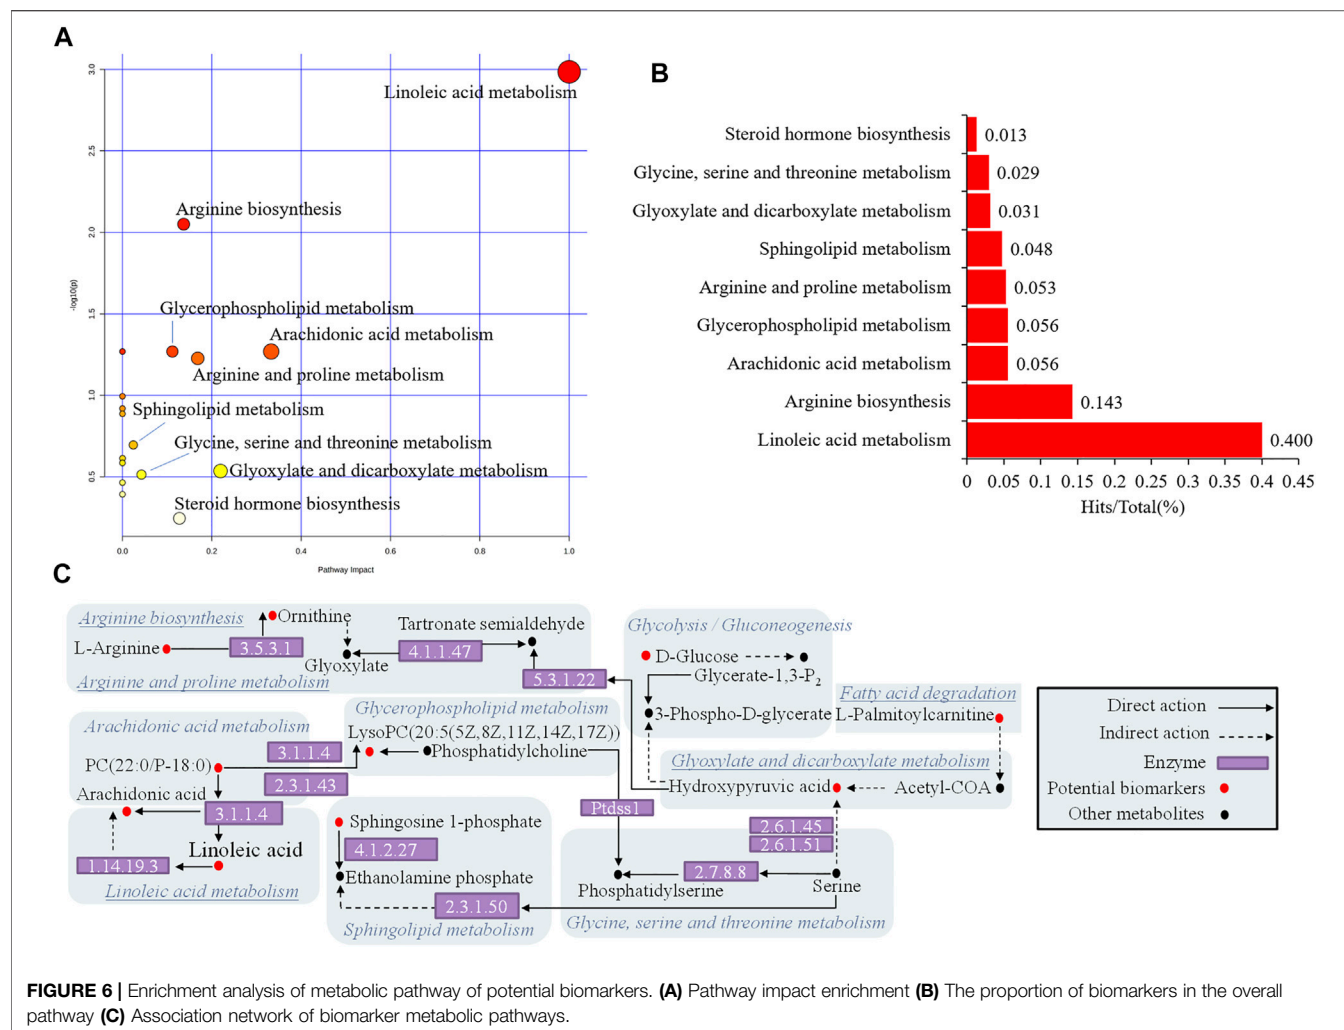 A
3.0
Linoleic acid metabolism
2.5
Arginine biosynthesis
2.0
-log10(p)
Glycerophospholipid metabolism
1.5
Arachidonic acid metabolism
Arginine and proline metabolism
1.0
Sphingolipid metabolism
Glycine, serine and threonine metabolism
Glyoxylate and dicarboxylate metabolism
0.5
Steroid hormone biosynthesis
0.0 0.2 0.4 0.6 0.8 1.0
Pathway Impact
B
Steroid hormone biosynthesis 0.013
Glycine, serine and threonine metabolism 0.029
Glyoxylate and dicarboxylate metabolism 0.031
Sphingolipid metabolism 0.048
Arginine and proline metabolism 0.053
Glycerophospholipid metabolism 0.056
Arachidonic acid metabolism 0.056
Arginine biosynthesis 0.143
Linoleic acid metabolism 0.400
0 0.05 0.1 0.15 0.2 0.25 0.3 0.35 0.4 0.45
Hits/Total(%)
C
Arginine biosynthesis
Ornithine
L-Arginine
3.5.3.1
Glyoxylate
4.1.1.47
Tartronate semialdehyde
5.3.1.22
Arginine and proline metabolism
Glycolysis / Gluconeogenesis
D-Glucose
Glycerate-1,3-P2
3-Phospho-D-glycerate
Fatty acid degradation
L-Palmitoylcarnitine
Arachidonic acid metabolism
3.1.1.4
PC(22:0/P-18:0)
2.3.1.43
Arachidonic acid
3.1.1.4
Linoleic acid
1.14.19.3
Linoleic acid metabolism
Glycerophospholipid metabolism
LysoPC(20:5(5Z,8Z,11Z,14Z,17Z))
Phosphatidylcholine
Ptdss1
Glyoxylate and dicarboxylate metabolism
Hydroxypyruvic acid
Acetyl-COA
Sphingosine 1-phosphate
4.1.2.27
Ethanolamine phosphate
2.3.1.50
Sphingolipid metabolism
2.6.1.45
2.6.1.51
2.7.8.8
Phosphatidylserine
Serine
Glycine, serine and threonine metabolism
Direct action
Indirect action
Enzyme
Potential biomarkers
Other metabolites
FIGURE 6 | Enrichment analysis of metabolic pathway of potential biomarkers. (A) Pathway impact enrichment (B) The proportion of biomarkers in the overall
pathway (C) Association network of biomarker metabolic pathways.